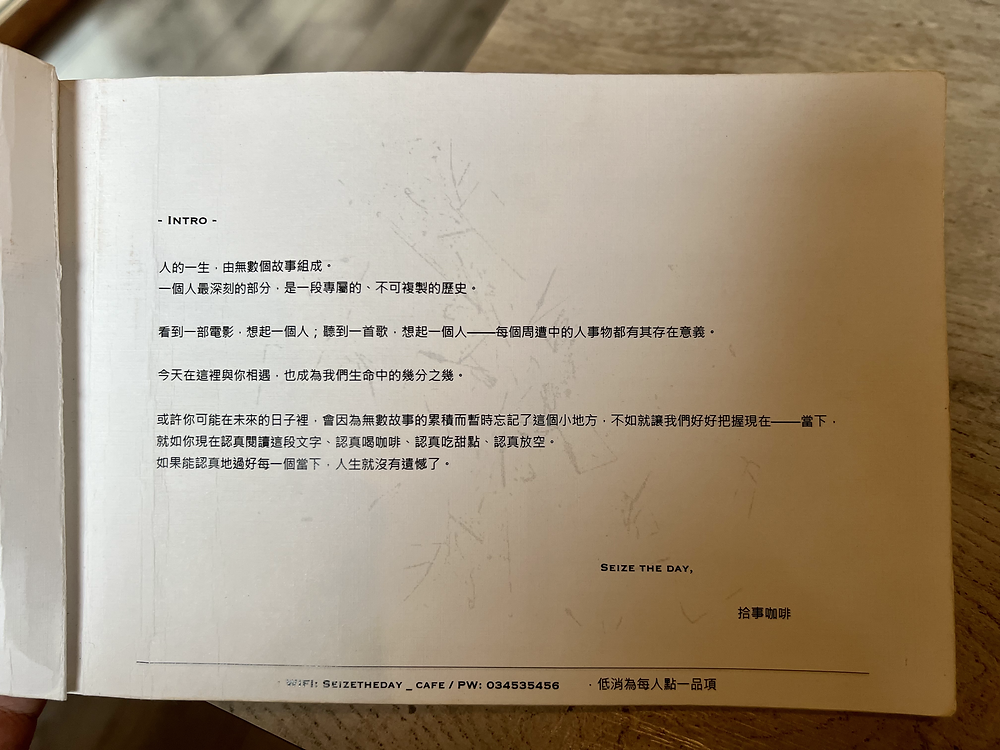 - INTRO -
人的一生，由無數個故事組成。
一個人最深刻的部分，是一段專屬的、不可複製的歷史。
看到一部電影，想起一個人；聽到一首歌，想起一個人——每個周遭中的人事物都有其存在意義。
今天在這裡與你相遇，也成為我們生命中的幾分之幾。
或許你可能在未來的日子裡，會因為無數故事的累積而暫時忘記了這個小地方，不如就讓我們好好把握現在——當下，
就如你現在認真閱讀這段文字、認真喝咖啡、認真吃甜點、認真放空。
如果能認真地過好每一個當下，人生就沒有遺憾了。
SEIZE THE DAY,
拾事咖啡
· WIFI: SEIZETHEDAY _ CAFE / PW: 034535456 · 低消為每人點一品項